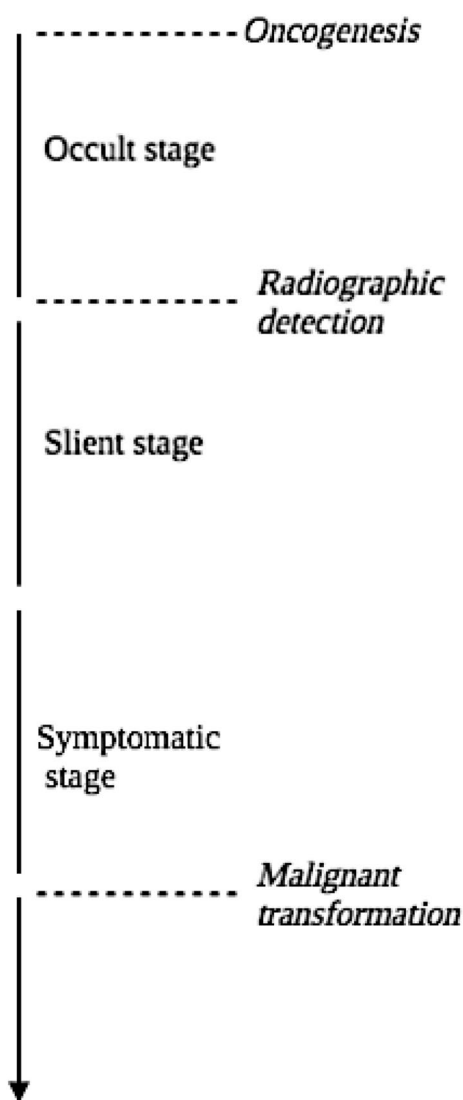 Oncogenesis
Occult stage
Radiographic
detection
Slient stage
Symptomatic
stage
Malignant
transformation